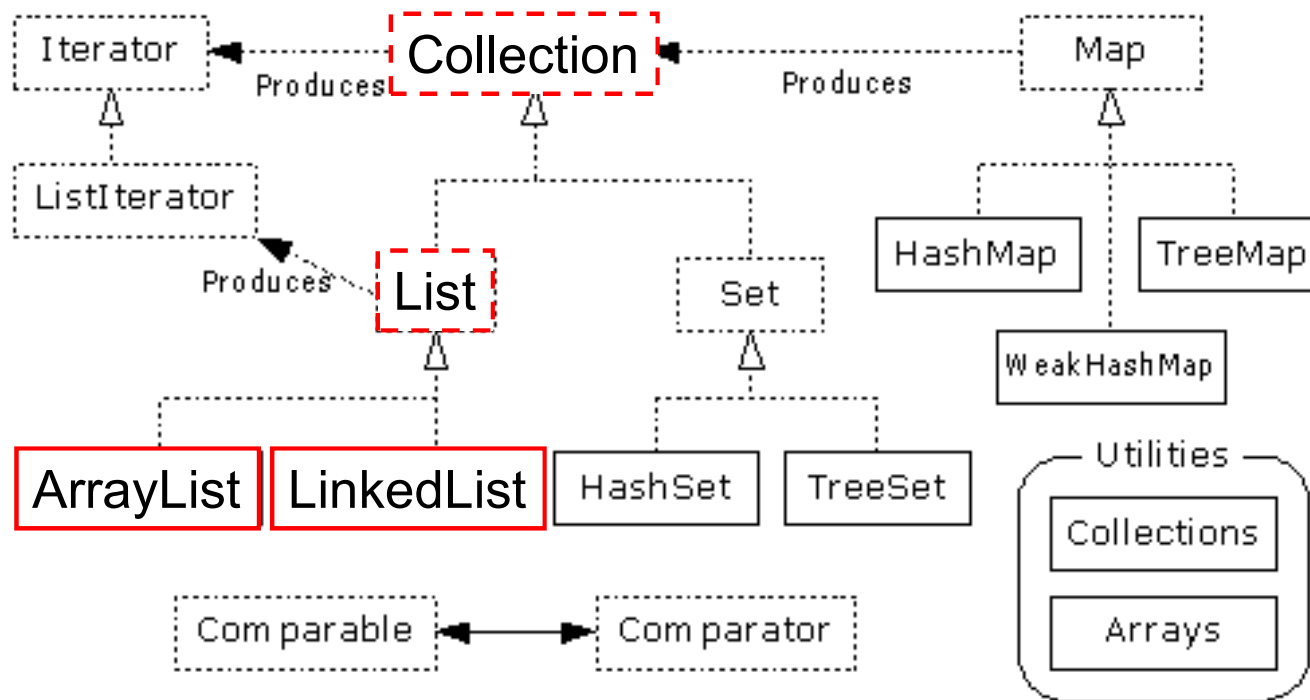 Iterator
Collection
Map
Produces
Produces
ListIterator
HashMap
TreeMap
Produces
List
Set
WeakHashMap
ArrayList
LinkedList
HashSet
TreeSet
Utilities
Collections
Arrays
Comparable
Comparator